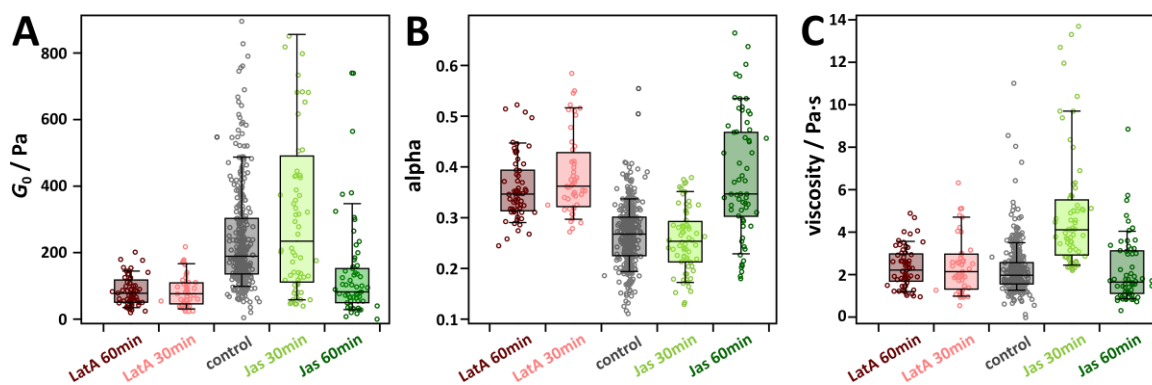 A
G₀ / Pa
800
600
400
200
0
LatA 60min
LatA 30min
control
Jas 30min
Jas 60min
B
alpha
0.6
0.5
0.4
0.3
0.2
0.1
LatA 60min
LatA 30min
control
Jas 30min
Jas 60min
C
viscosity / Pa·s
14
12
10
8
6
4
2
0
LatA 60min
LatA 30min
control
Jas 30min
Jas 60min